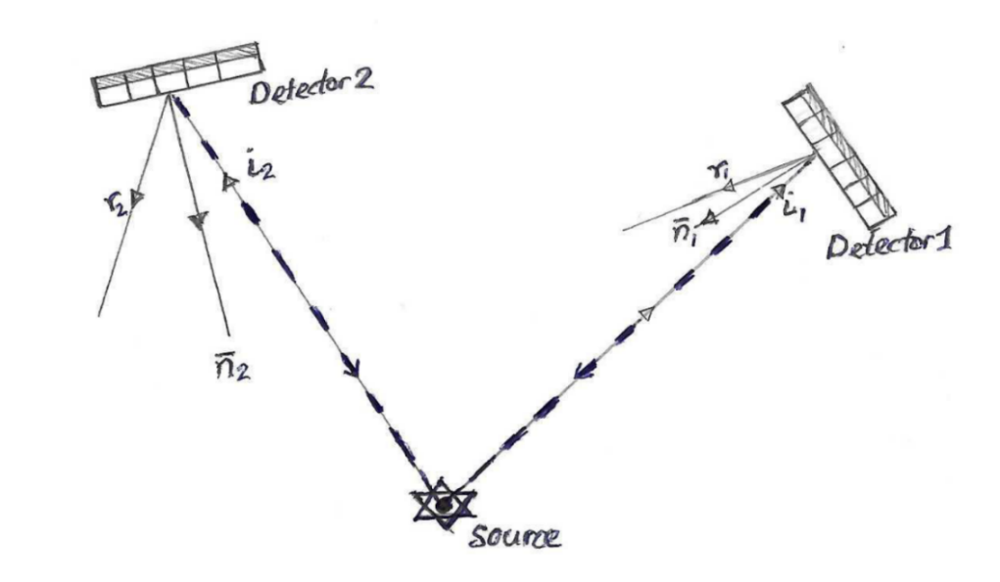 Detector 2
i2
r2
n̄2
r1
n̄1
i1
Detector 1
Source